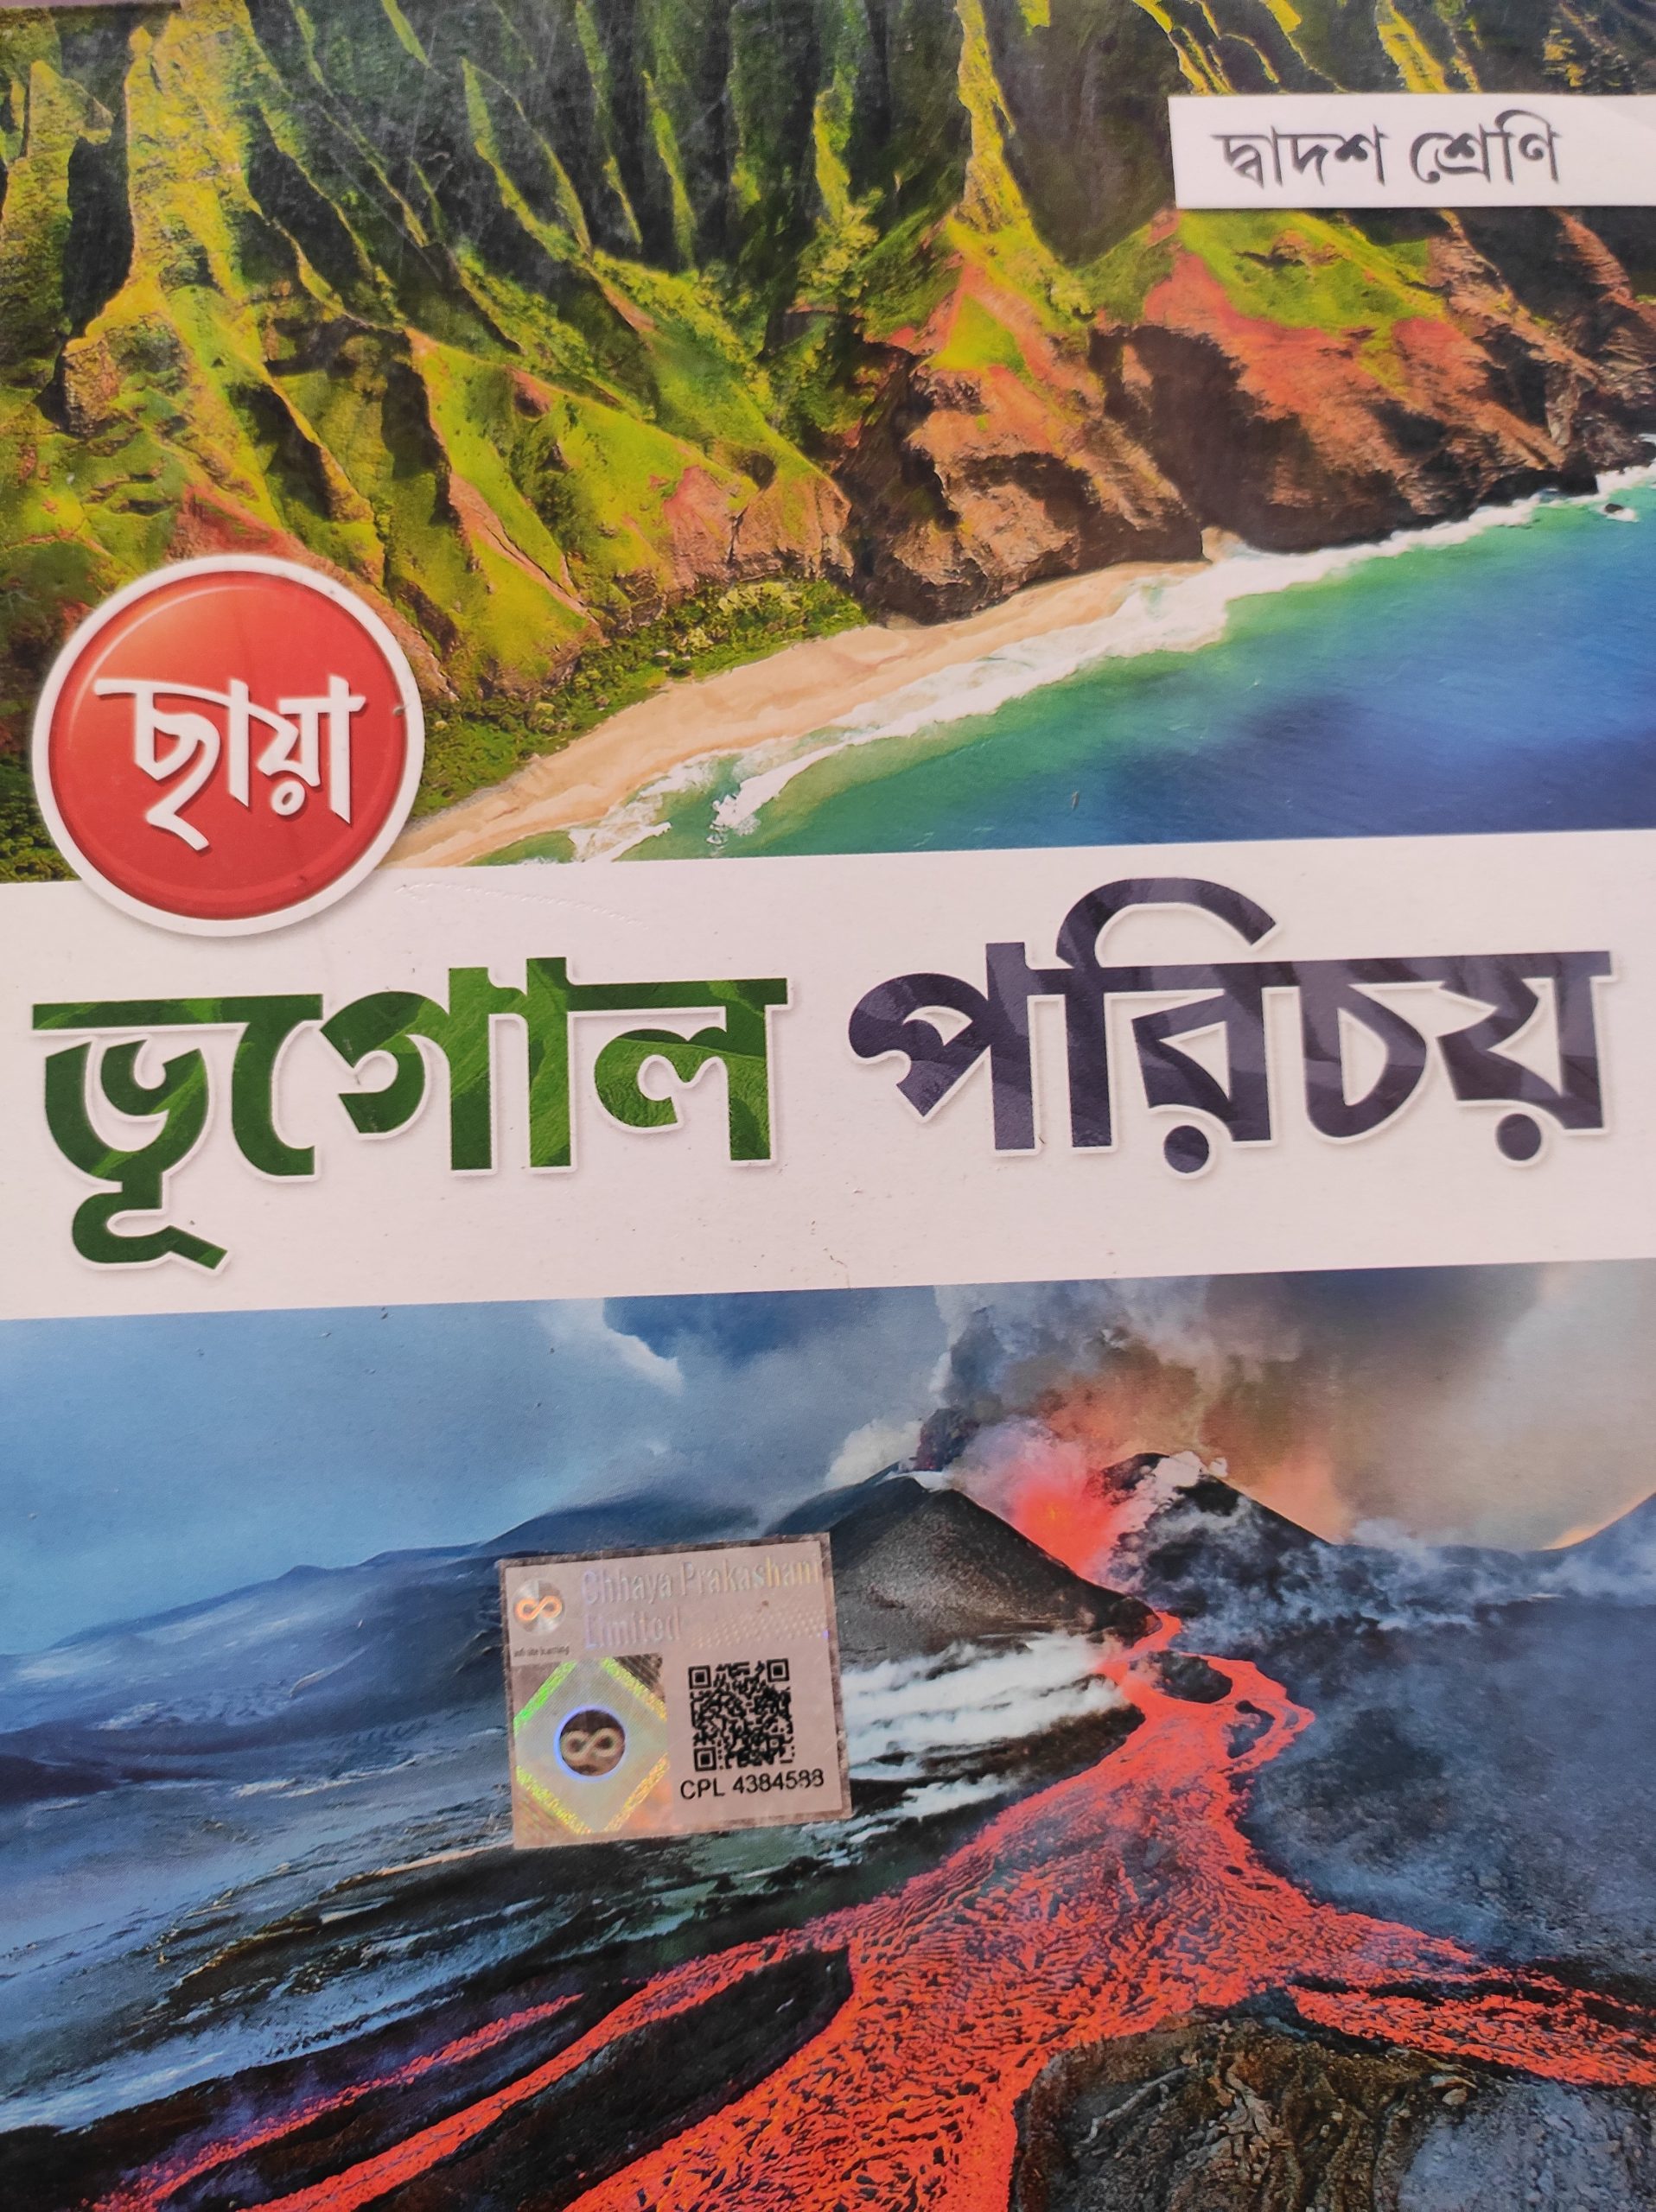 দ্বাদশ শ্রেণি
ছায়া
ভূগোল পরিচয়
Chhaya Prakashani
Limited
CPL 4384588